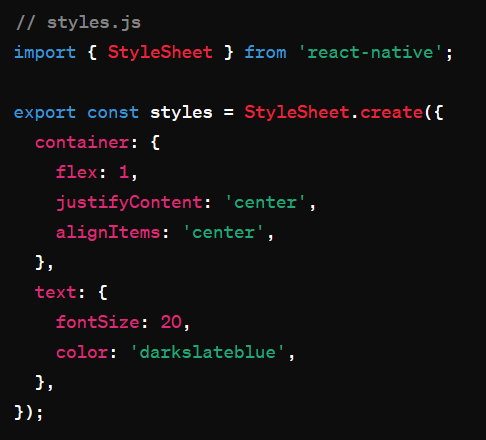 // styles.js
import { StyleSheet } from 'react-native';

export const styles = StyleSheet.create({
  container: {
    flex: 1,
    justifyContent: 'center',
    alignItems: 'center',
  },
  text: {
    fontSize: 20,
    color: 'darkslateblue',
  },
});